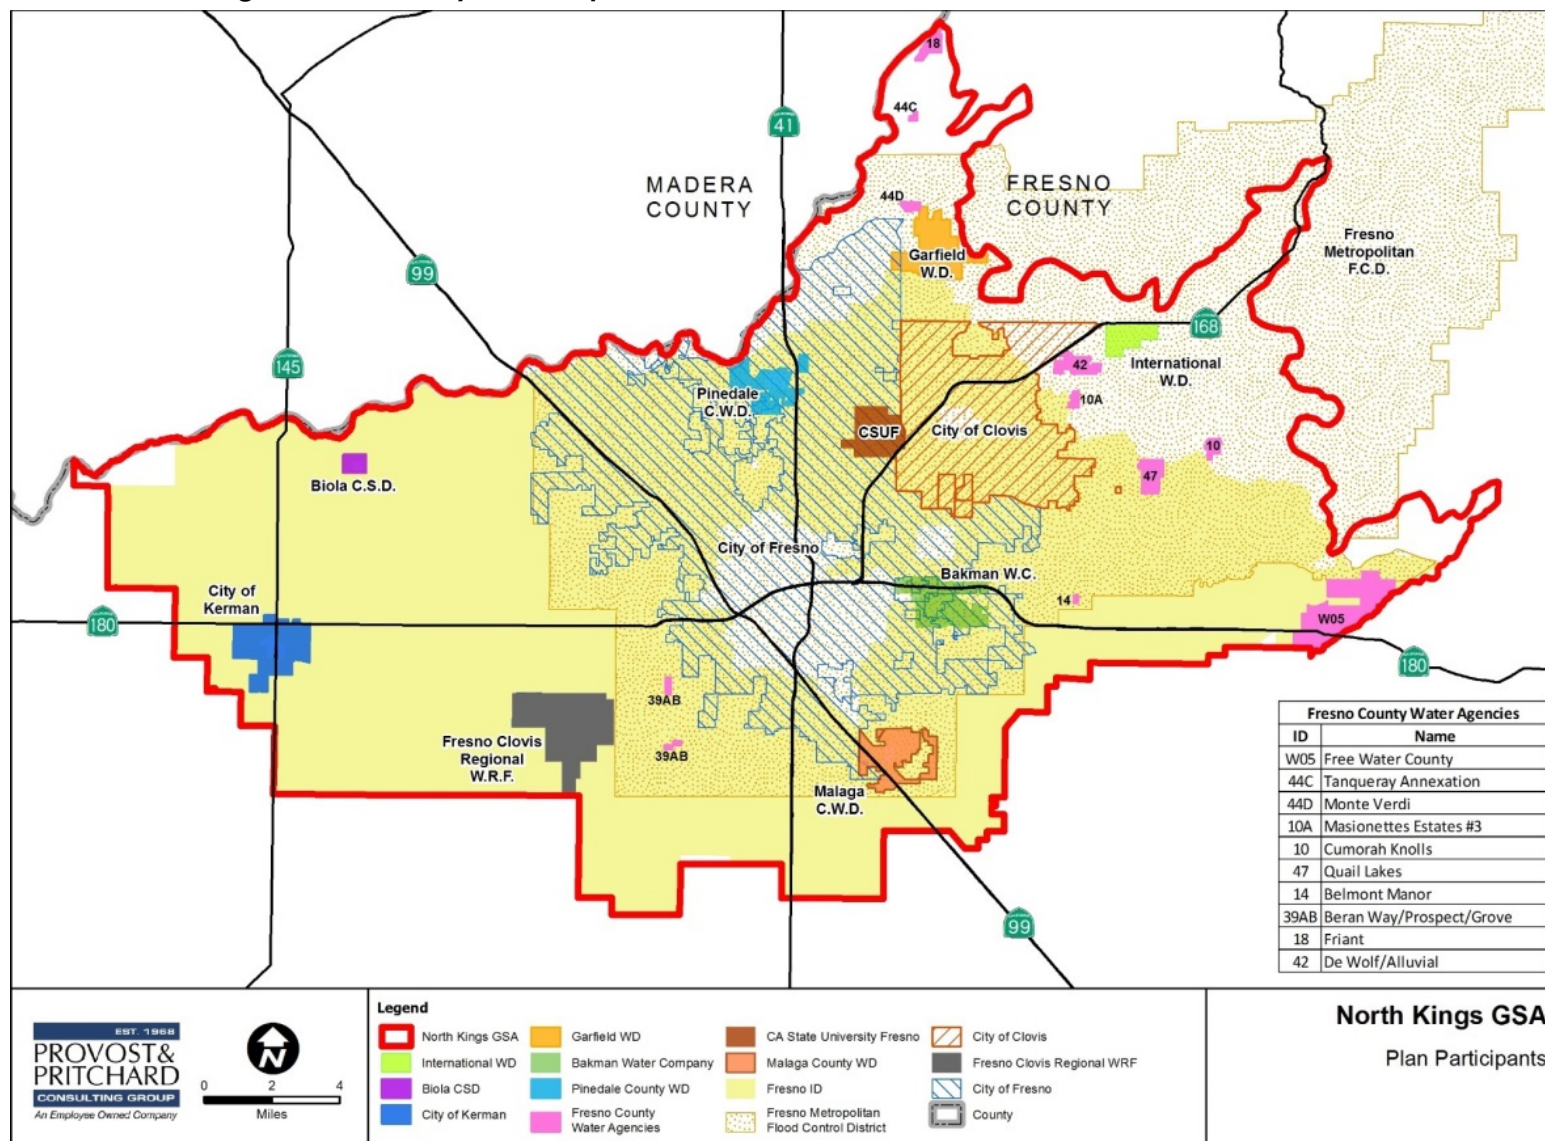 18
44C
41
MADERA
COUNTY
FRESNO
COUNTY
44D
Fresno
Metropolitan
F.C.D.
Garfield
W.D.
99
168
145
42
International
W.D.
Pinedale
C.W.D.
10A
CSUF
City of Clovis
10
47
Biola C.S.D.
City of Fresno
Bakman W.C.
City of
Kerman
14
W05
180
180
39AB
39AB
Fresno Clovis
Regional
W.R.F.
Malaga
C.W.D.
99
Fresno County Water Agencies
ID Name
W05 Free Water County
44C Tanqueray Annexation
44D Monte Verdi
10A Masionettes Estates #3
10 Cumorah Knolls
47 Quail Lakes
14 Belmont Manor
39AB Beran Way/Prospect/Grove
18 Friant
42 De Wolf/Alluvial
EST. 1968
PROVOST&
PRITCHARD
CONSULTING GROUP
An Employee Owned Company
N
0 2 4
Miles
Legend
North Kings GSA
International WD
Biola CSD
City of Kerman
Garfield WD
Bakman Water Company
Pinedale County WD
Fresno County
Water Agencies
CA State University Fresno
Malaga County WD
Fresno ID
Fresno Metropolitan
Flood Control District
City of Clovis
Fresno Clovis Regional WRF
City of Fresno
County
North Kings GSA
Plan Participants